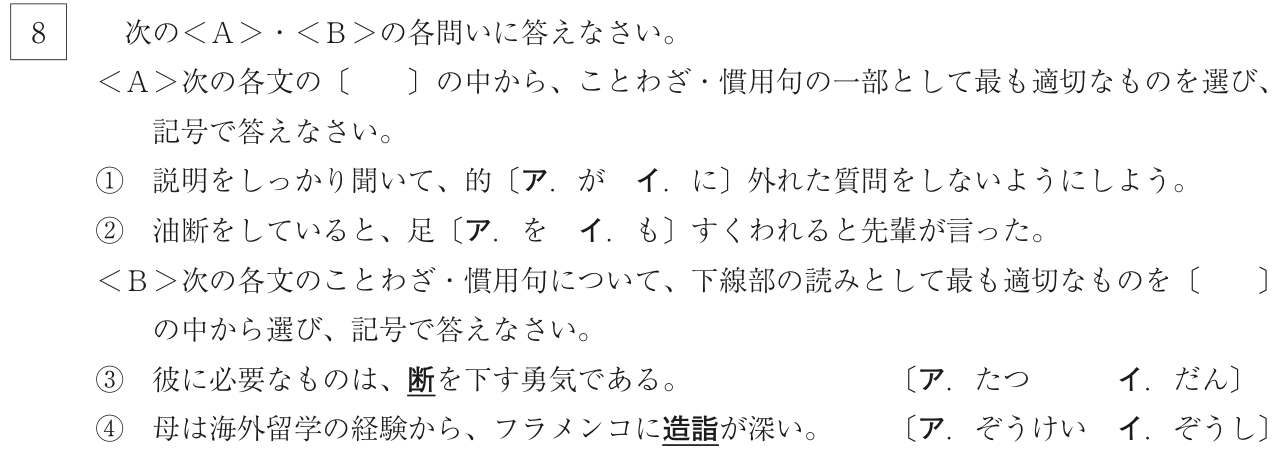 8　次の＜Ａ＞・＜Ｂ＞の各問いに答えなさい。
＜Ａ＞次の各文の〔　　〕の中から、ことわざ・慣用句の一部として最も適切なものを選び、
記号で答えなさい。
①　説明をしっかり聞いて、的〔ア．が　イ．に〕外れた質問をしないようにしよう。
②　油断をしていると、足〔ア．を　イ．も〕すくわれると先輩が言った。
＜Ｂ＞次の各文のことわざ・慣用句について、下線部の読みとして最も適切なものを〔　　〕
の中から選び、記号で答えなさい。
③　彼に必要なものは、断を下す勇気である。　〔ア．たつ　イ．だん〕
④　母は海外留学の経験から、フラメンコに造詣が深い。　〔ア．ぞうけい　イ．ぞうし〕